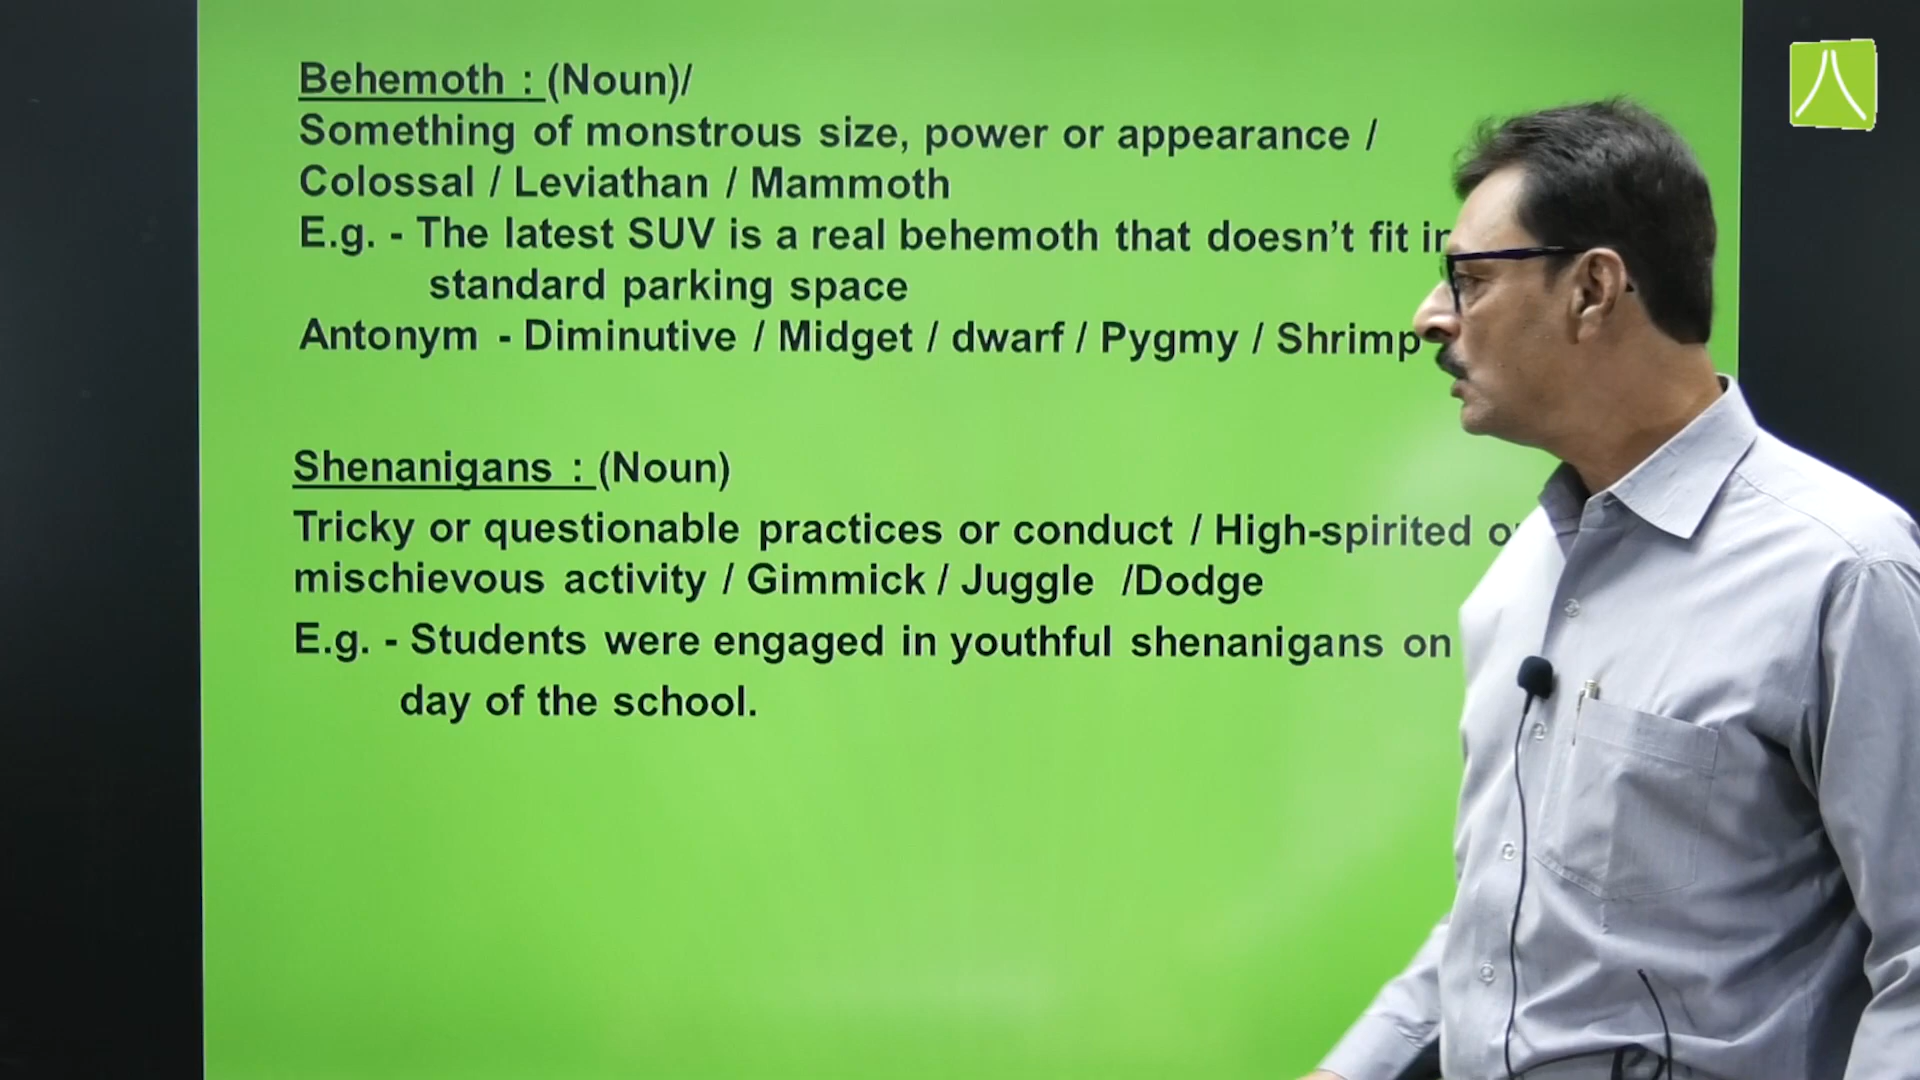 Behemoth : (Noun)/
Something of monstrous size, power or appearance /
Colossal / Leviathan / Mammoth
E.g. - The latest SUV is a real behemoth that doesn’t fit
standard parking space
Antonym - Diminutive / Midget / dwarf / Pygmy / Shrimp
Shenanigans : (Noun)
Tricky or questionable practices or conduct / High-spirited
mischievous activity / Gimmick / Juggle /Dodge
E.g. - Students were engaged in youthful shenanigans on
day of the school.